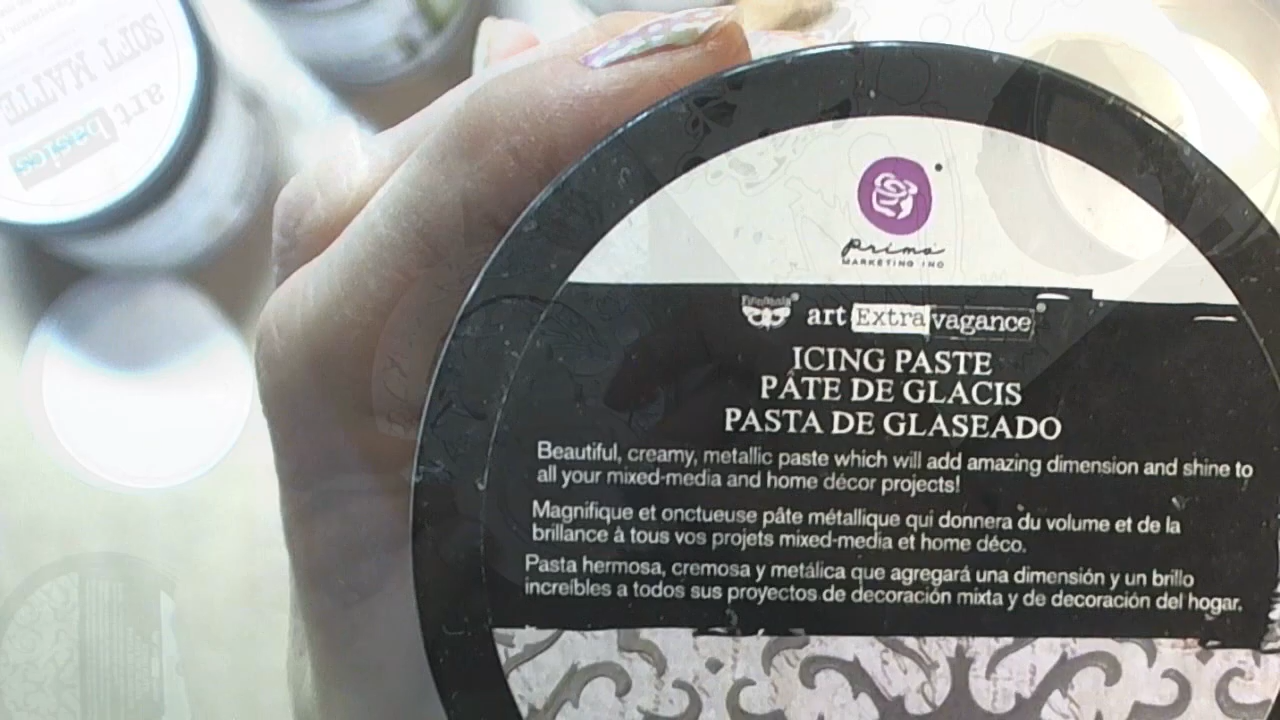 SOFT MATTE
art
prima
MARKETING INC
finnabair® art Extravagance®
ICING PASTE
PÂTE DE GLACIS
PASTA DE GLASEADO
Beautiful, creamy, metallic paste which will add amazing dimension and shine to
all your mixed-media and home décor projects!
Magnifique et onctueuse pâte métallique qui donnera du volume et de la
brillance à tous vos projets mixed-media et home déco.
Pasta hermosa, cremosa y metálica que agregará una dimensión y un brillo
increíbles a todos sus proyectos de decoración mixta y de decoración del hogar.